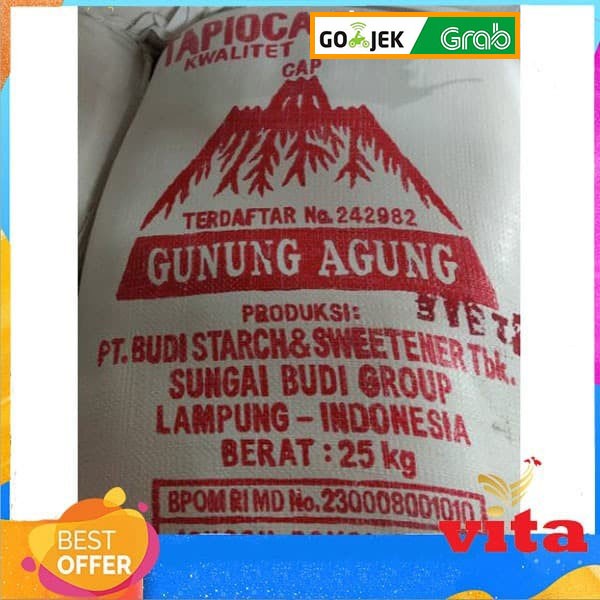 GOJEK Grab
TAPIOCA
KWALITET
CAP
TERDAFTAR No. 242982
GUNUNG AGUNG
PRODUKSI:
PT. BUDI STARCH & SWEETENER Tbk.
SUNGAI BUDI GROUP
LAMPUNG - INDONESIA
BERAT : 25 kg
BPOM RI MD No. 230008001010
vita
BEST
OFFER